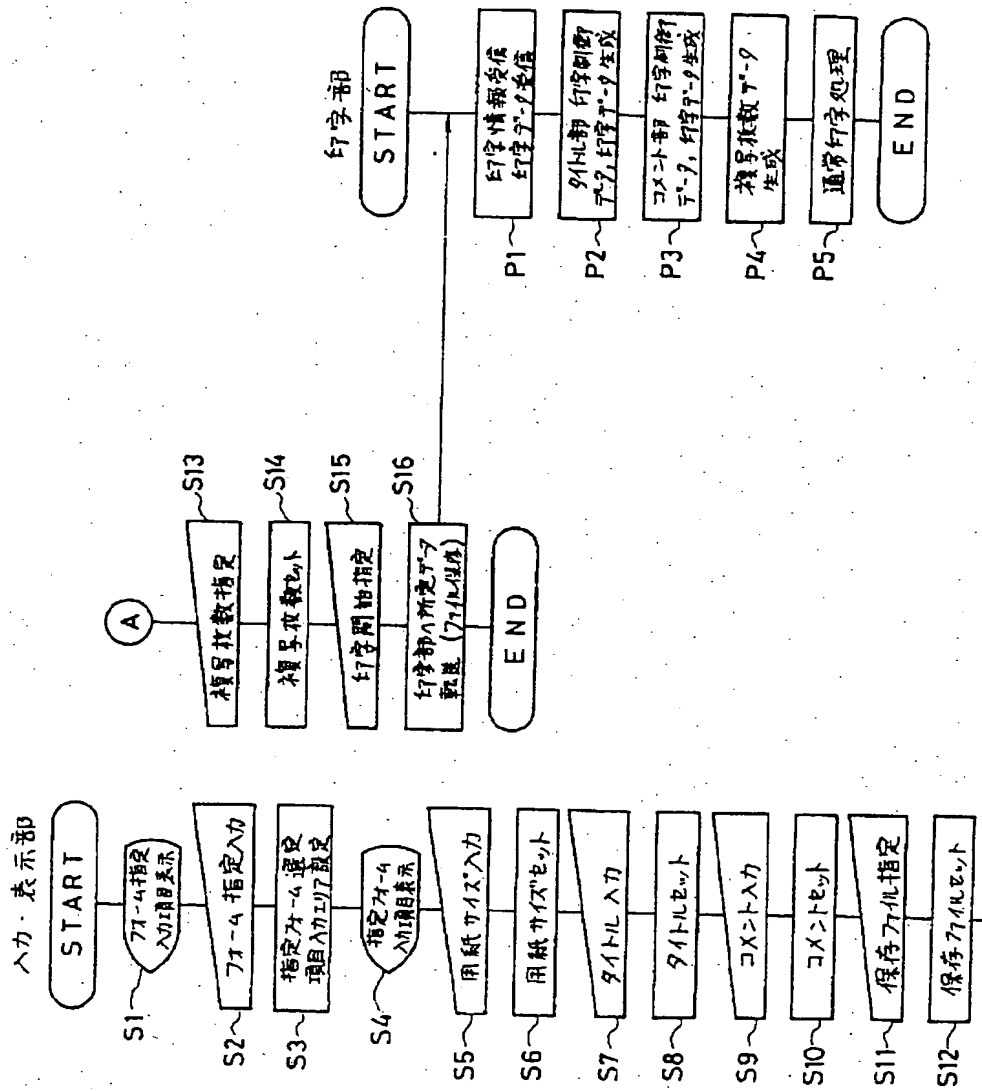 入力・表示部
START
S1
フォーム指定
入力項目表示
S2
フォーム指定入力
S3
指定フォーム選定
項目入力エリア設定
S4
指定フォーム
入力項目表示
S5
用紙サイズ入力
S6
用紙サイズセット
S7
タイトル入力
S8
タイトルセット
S9
コメント入力
S10
コメントセット
S11
保存ファイル指定
S12
保存ファイルセット
A
S13
複写枚数指定
S14
複写枚数セット
S15
印字開始指定
S16
印字部へ所定データ
転送(ファイル保存)
END
印字部
START
P1
印字情報受信
印字データ受信
P2
タイトル部 印字制御
データ,印字データ生成
P3
コメント部 印字制御
データ,印字データ生成
P4
複写枚数データ
生成
P5
通常印字処理
END